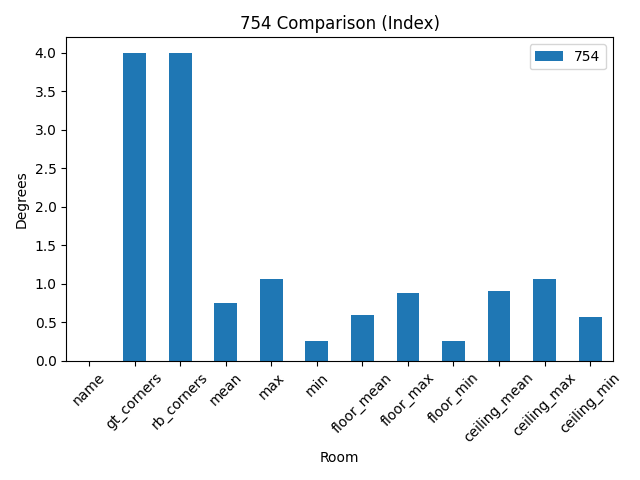 754 Comparison (Index)
754
Degrees
4.0
3.5
3.0
2.5
2.0
1.5
1.0
0.5
0.0
name
gt_corners
rb_corners
mean
max
min
floor_mean
floor_max
floor_min
ceiling_mean
ceiling_max
ceiling_min
Room